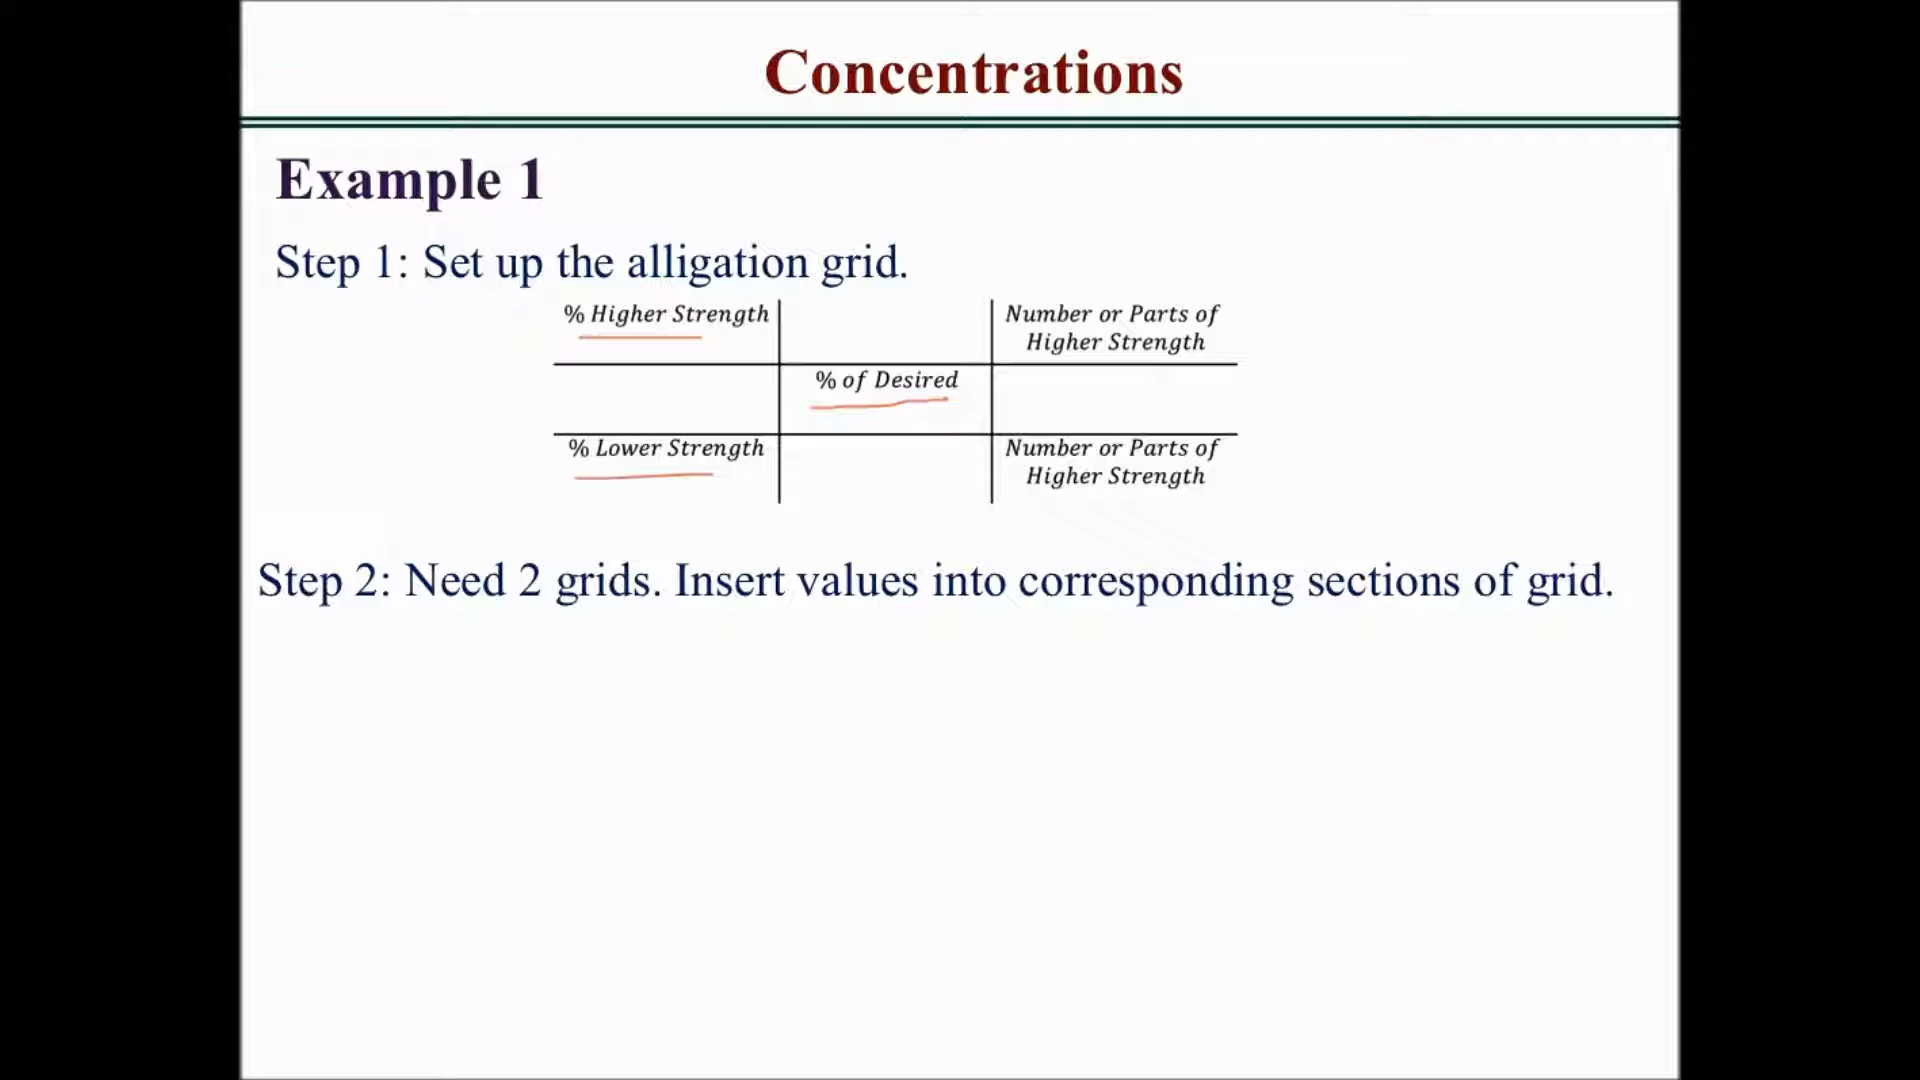 Concentrations
Example 1
Step 1: Set up the alligation grid.
% Higher Strength
Number or Parts of
Higher Strength
% of Desired
% Lower Strength
Number or Parts of
Higher Strength
Step 2: Need 2 grids. Insert values into corresponding sections of grid.